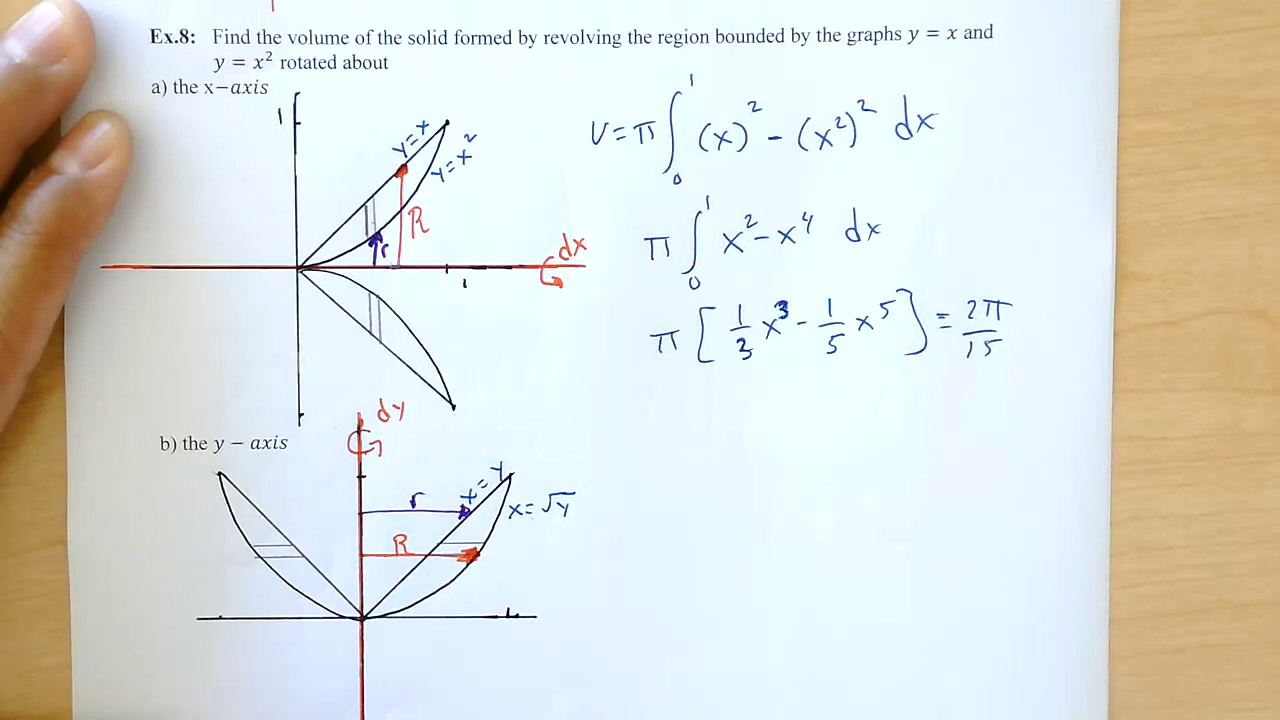 Ex.8: Find the volume of the solid formed by revolving the region bounded by the graphs y = x and
y = x² rotated about
a) the x−axis
1
y=x
y=x²
R
r
dx
1
V=π∫₀¹ (x)² - (x²)² dx
π∫₀¹ x²-x⁴ dx
π[1/3 x³ - 1/5 x⁵] = 2π/15
b) the y − axis
dy
r
x=y
x=√y
R